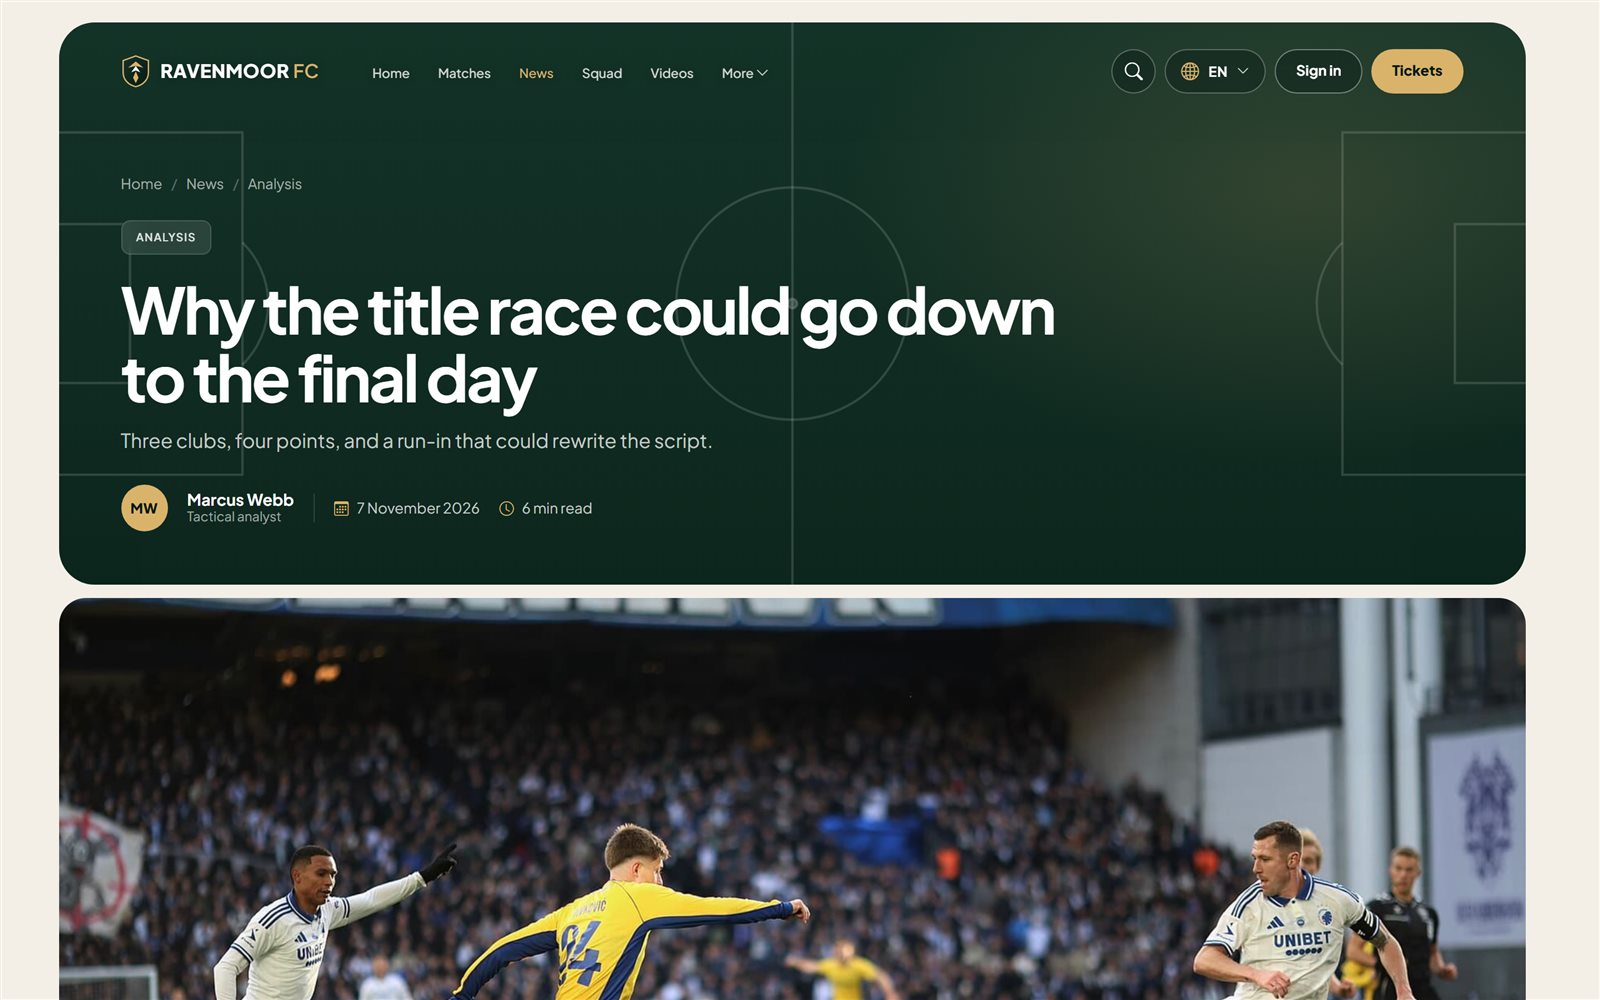 RAVENMOOR FC
Home
Matches
News
Squad
Videos
More
EN
Sign in
Tickets
Home / News / Analysis
ANALYSIS
Why the title race could go down
to the final day
Three clubs, four points, and a run-in that could rewrite the script.
MW
Marcus Webb
Tactical analyst
7 November 2026
6 min read
24
UNIBET